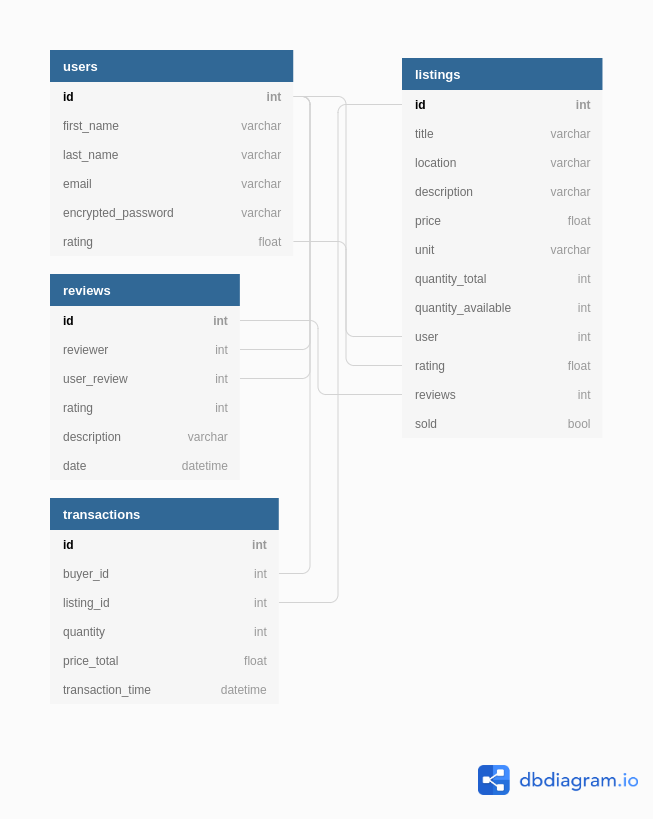 users
id int
first_name varchar
last_name varchar
email varchar
encrypted_password varchar
rating float
reviews
id int
reviewer int
user_review int
rating int
description varchar
date datetime
transactions
id int
buyer_id int
listing_id int
quantity int
price_total float
transaction_time datetime
listings
id int
title varchar
location varchar
description varchar
price float
unit varchar
quantity_total int
quantity_available int
user int
rating float
reviews int
sold bool
dbdiagram.io